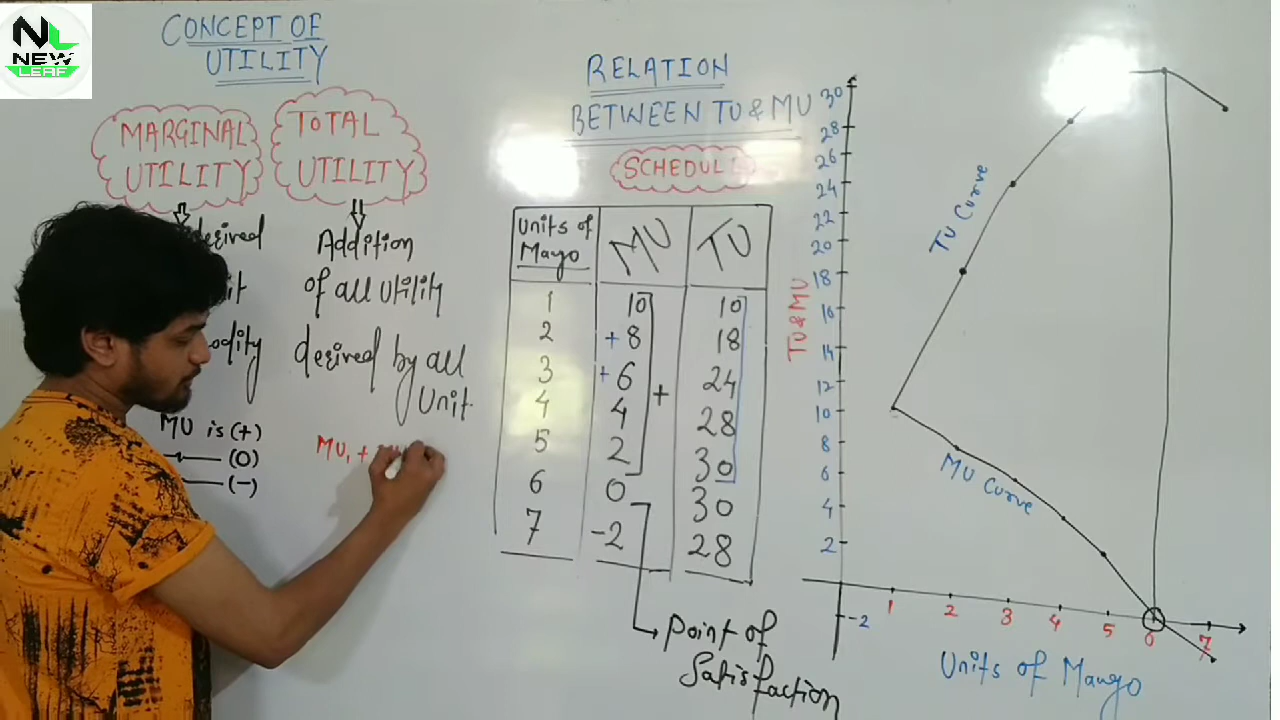 NL
NEW
LEAF
CONCEPT OF
UTILITY
MARGINAL
UTILITY
TOTAL
UTILITY
Addition
of all utility
desired by all
Unit
MU is (+)
(0)
(-)
MU1 +
RELATION
BETWEEN TU & MU
SCHEDUL
Units of
Mango
MU
TU
1 10 10
2 +8 18
3 +6 24
4 4 28
5 2 30
6 0 30
7 -2 28
+
Point of
Satisfaction
TU & MU
30
28
26
24
22
20
18
16
14
12
10
8
6
4
2
-2
TU Curve
MU Curve
1 2 3 4 5 6 7
Units of Mango